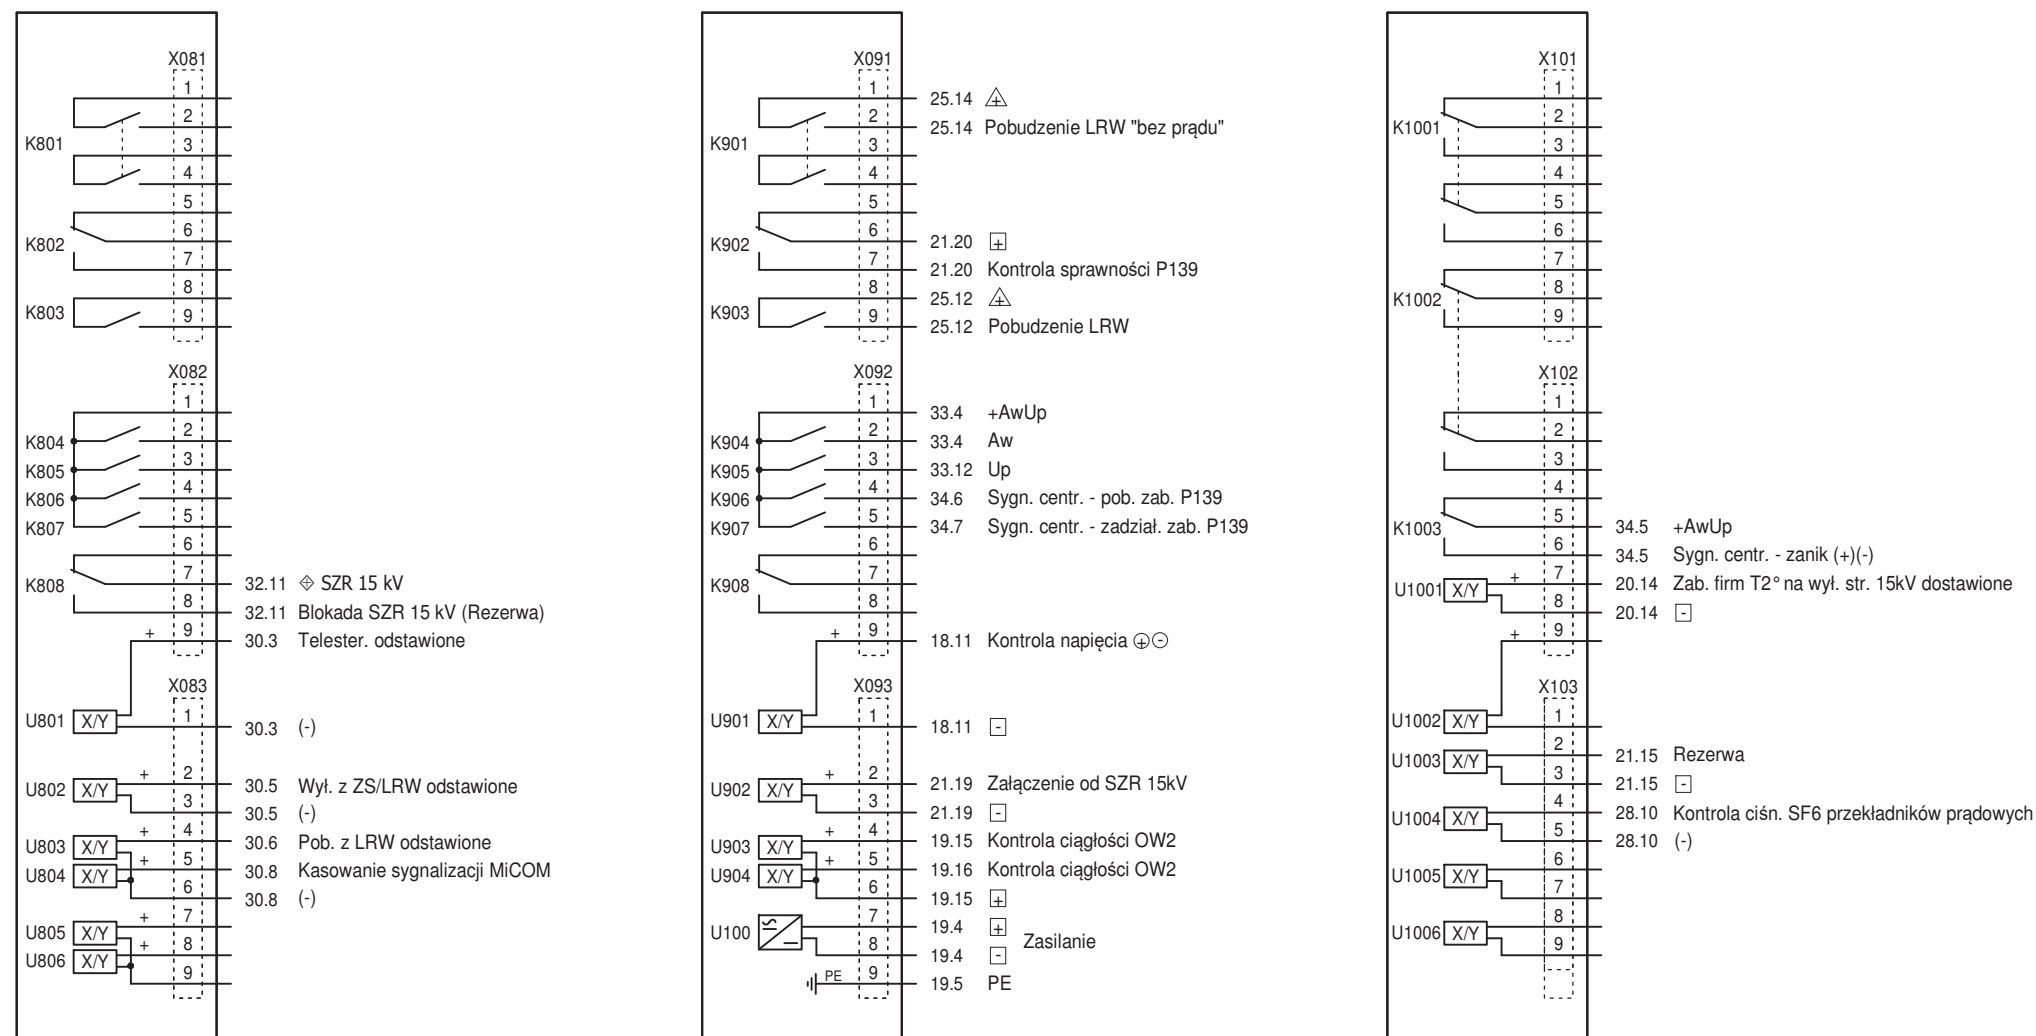 X081
1
2
K801
3
4
5
6
K802
7
8
K803
9
X082
1
2
K804
3
K805
4
K806
5
K807
6
7
K808
32.11 SZR 15 kV
8
32.11 Blokada SZR 15 kV (Rezerwa)
+ 9
30.3 Telester. odstawione
X083
U801 X/Y 1
30.3 (-)
+ 2
U802 X/Y
30.5 Wył. z ZS/LRW odstawione
3
30.5 (-)
+ 4
U803 X/Y
30.6 Pob. z LRW odstawione
+ 5
U804 X/Y
30.8 Kasowanie sygnalizacji MiCOM
6
30.8 (-)
+ 7
U805 X/Y
+ 8
U806 X/Y
9
X091
1
25.14 +
2
25.14 Pobudzenie LRW "bez prądu"
K901
3
4
5
6
K902
21.20 +
7
21.20 Kontrola sprawności P139
8
25.12 +
K903
9
25.12 Pobudzenie LRW
X092
1
33.4 +AwUp
2
K904
33.4 Aw
3
K905
33.12 Up
4
K906
34.6 Sygn. centr. - pob. zab. P139
5
K907
34.7 Sygn. centr. - zadział. zab. P139
6
7
K908
8
+ 9
18.11 Kontrola napięcia ⊕⊖
X093
U901 X/Y 1
18.11 -
+ 2
U902 X/Y
21.19 Załączenie od SZR 15kV
3
21.19 -
+ 4
U903 X/Y
19.15 Kontrola ciągłości OW2
+ 5
U904 X/Y
19.16 Kontrola ciągłości OW2
6
19.15 +
7
U100
19.4 +
Zasilanie
8
19.4 -
PE 9
19.5 PE
X101
1
2
K1001
3
4
5
6
7
8
K1002
9
X102
1
2
3
4
5
K1003
34.5 +AwUp
6
34.5 Sygn. centr. - zanik (+)(-)
+ 7
U1001 X/Y
20.14 Zab. firm T2° na wył. str. 15kV dostawione
8
20.14 -
+ 9
X103
U1002 X/Y 1
2
U1003 X/Y
21.15 Rezerwa
3
21.15 -
4
U1004 X/Y
28.10 Kontrola ciśn. SF6 przekładników prądowych
5
28.10 (-)
6
U1005 X/Y
7
8
U1006 X/Y
9